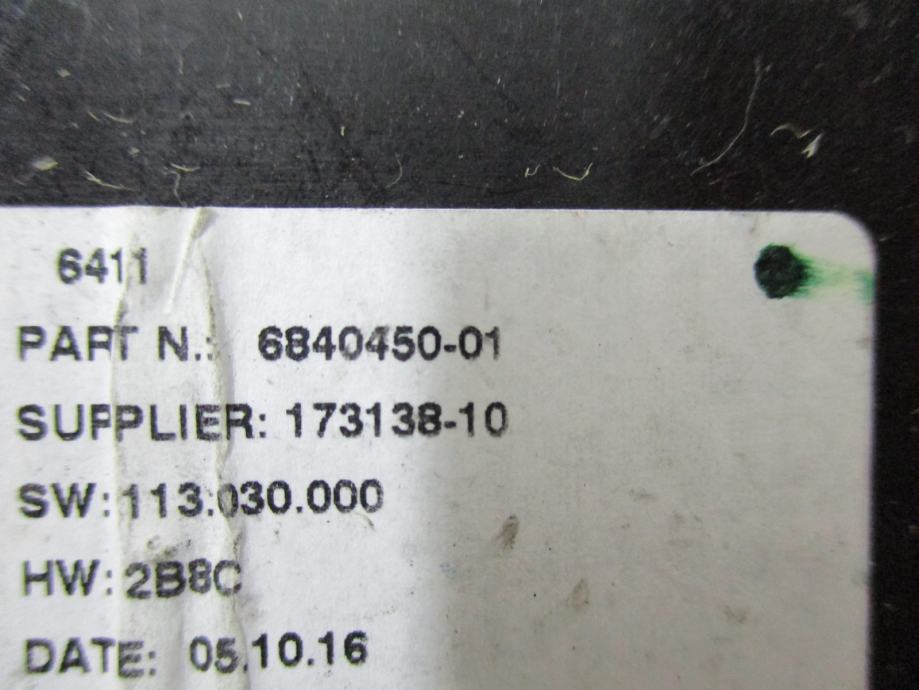 6411
PART N.: 6840450-01
SUPPLIER: 173138-10
SW: 113.030.000
HW: 2B8C
DATE: 05.10.16